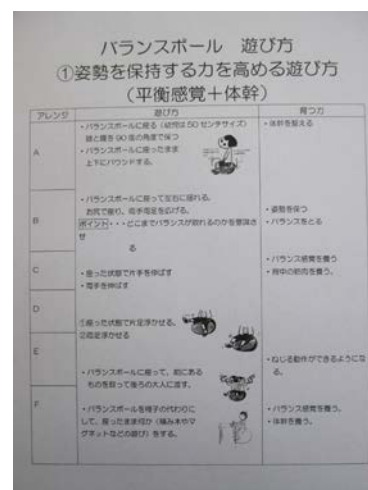 バランスボール 遊び方
①姿勢を保持する力を高める遊び方
(平衡感覚+体幹)
アレンジ 遊び方 育つ力
A
・バランスボールに座る(幼児は50センチサイズ)
腰と膝を90度の角度で保つ
・バランスボールに座ったまま
上下にバウンドする。
・体幹を鍛える
B
・バランスボールに座って左右に揺れる。
お尻で座り、両手両足を広げる。
ポイント・・・どこまでバランスが取れるのかを意識さ
せ
る
・姿勢を保つ
・バランスをとる
C
・座った状態で片手を伸ばす
・両手を伸ばす
・バランス感覚を養う
・背中の筋肉を養う。
D
①座った状態で片足浮かせる。
②両足浮かせる
E
・バランスボールに座って、前にある
ものを取って後ろの大人に渡す。
・ねじる動作ができるようにな
る。
F
・バランスボールを椅子の代わりに
して、座ったまま何か(積み木やマ
グネットなどの遊び)をする。
・バランス感覚を養う。
・体幹を養う。